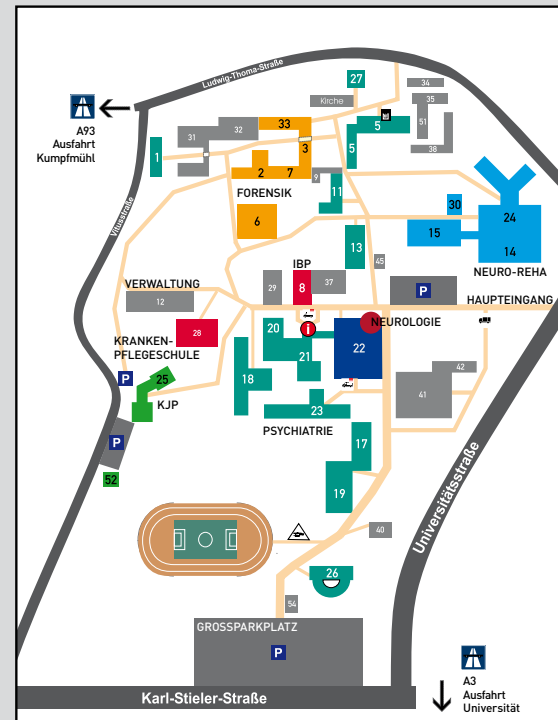 Ludwig-Thoma-Straße
27
34
Kirche
35
A93
Ausfahrt
Kumpfmühl
33
32
31
5
51
1
3
5
38
2
7
9
11
FORENSIK
30
24
6
15
14
Vitusstraße
13
45
NEURO-REHA
IBP
VERWALTUNG
29
8
37
P
HAUPTEINGANG
12
KRANKEN-
PFLEGESCHULE
28
20
i
NEUROLOGIE
21
22
P
25
18
42
KJP
41
23
PSYCHIATRIE
P
17
52
19
Universitätsstraße
40
26
54
GROSSPARKPLATZ
P
Karl-Stieler-Straße
A3
Ausfahrt
Universität